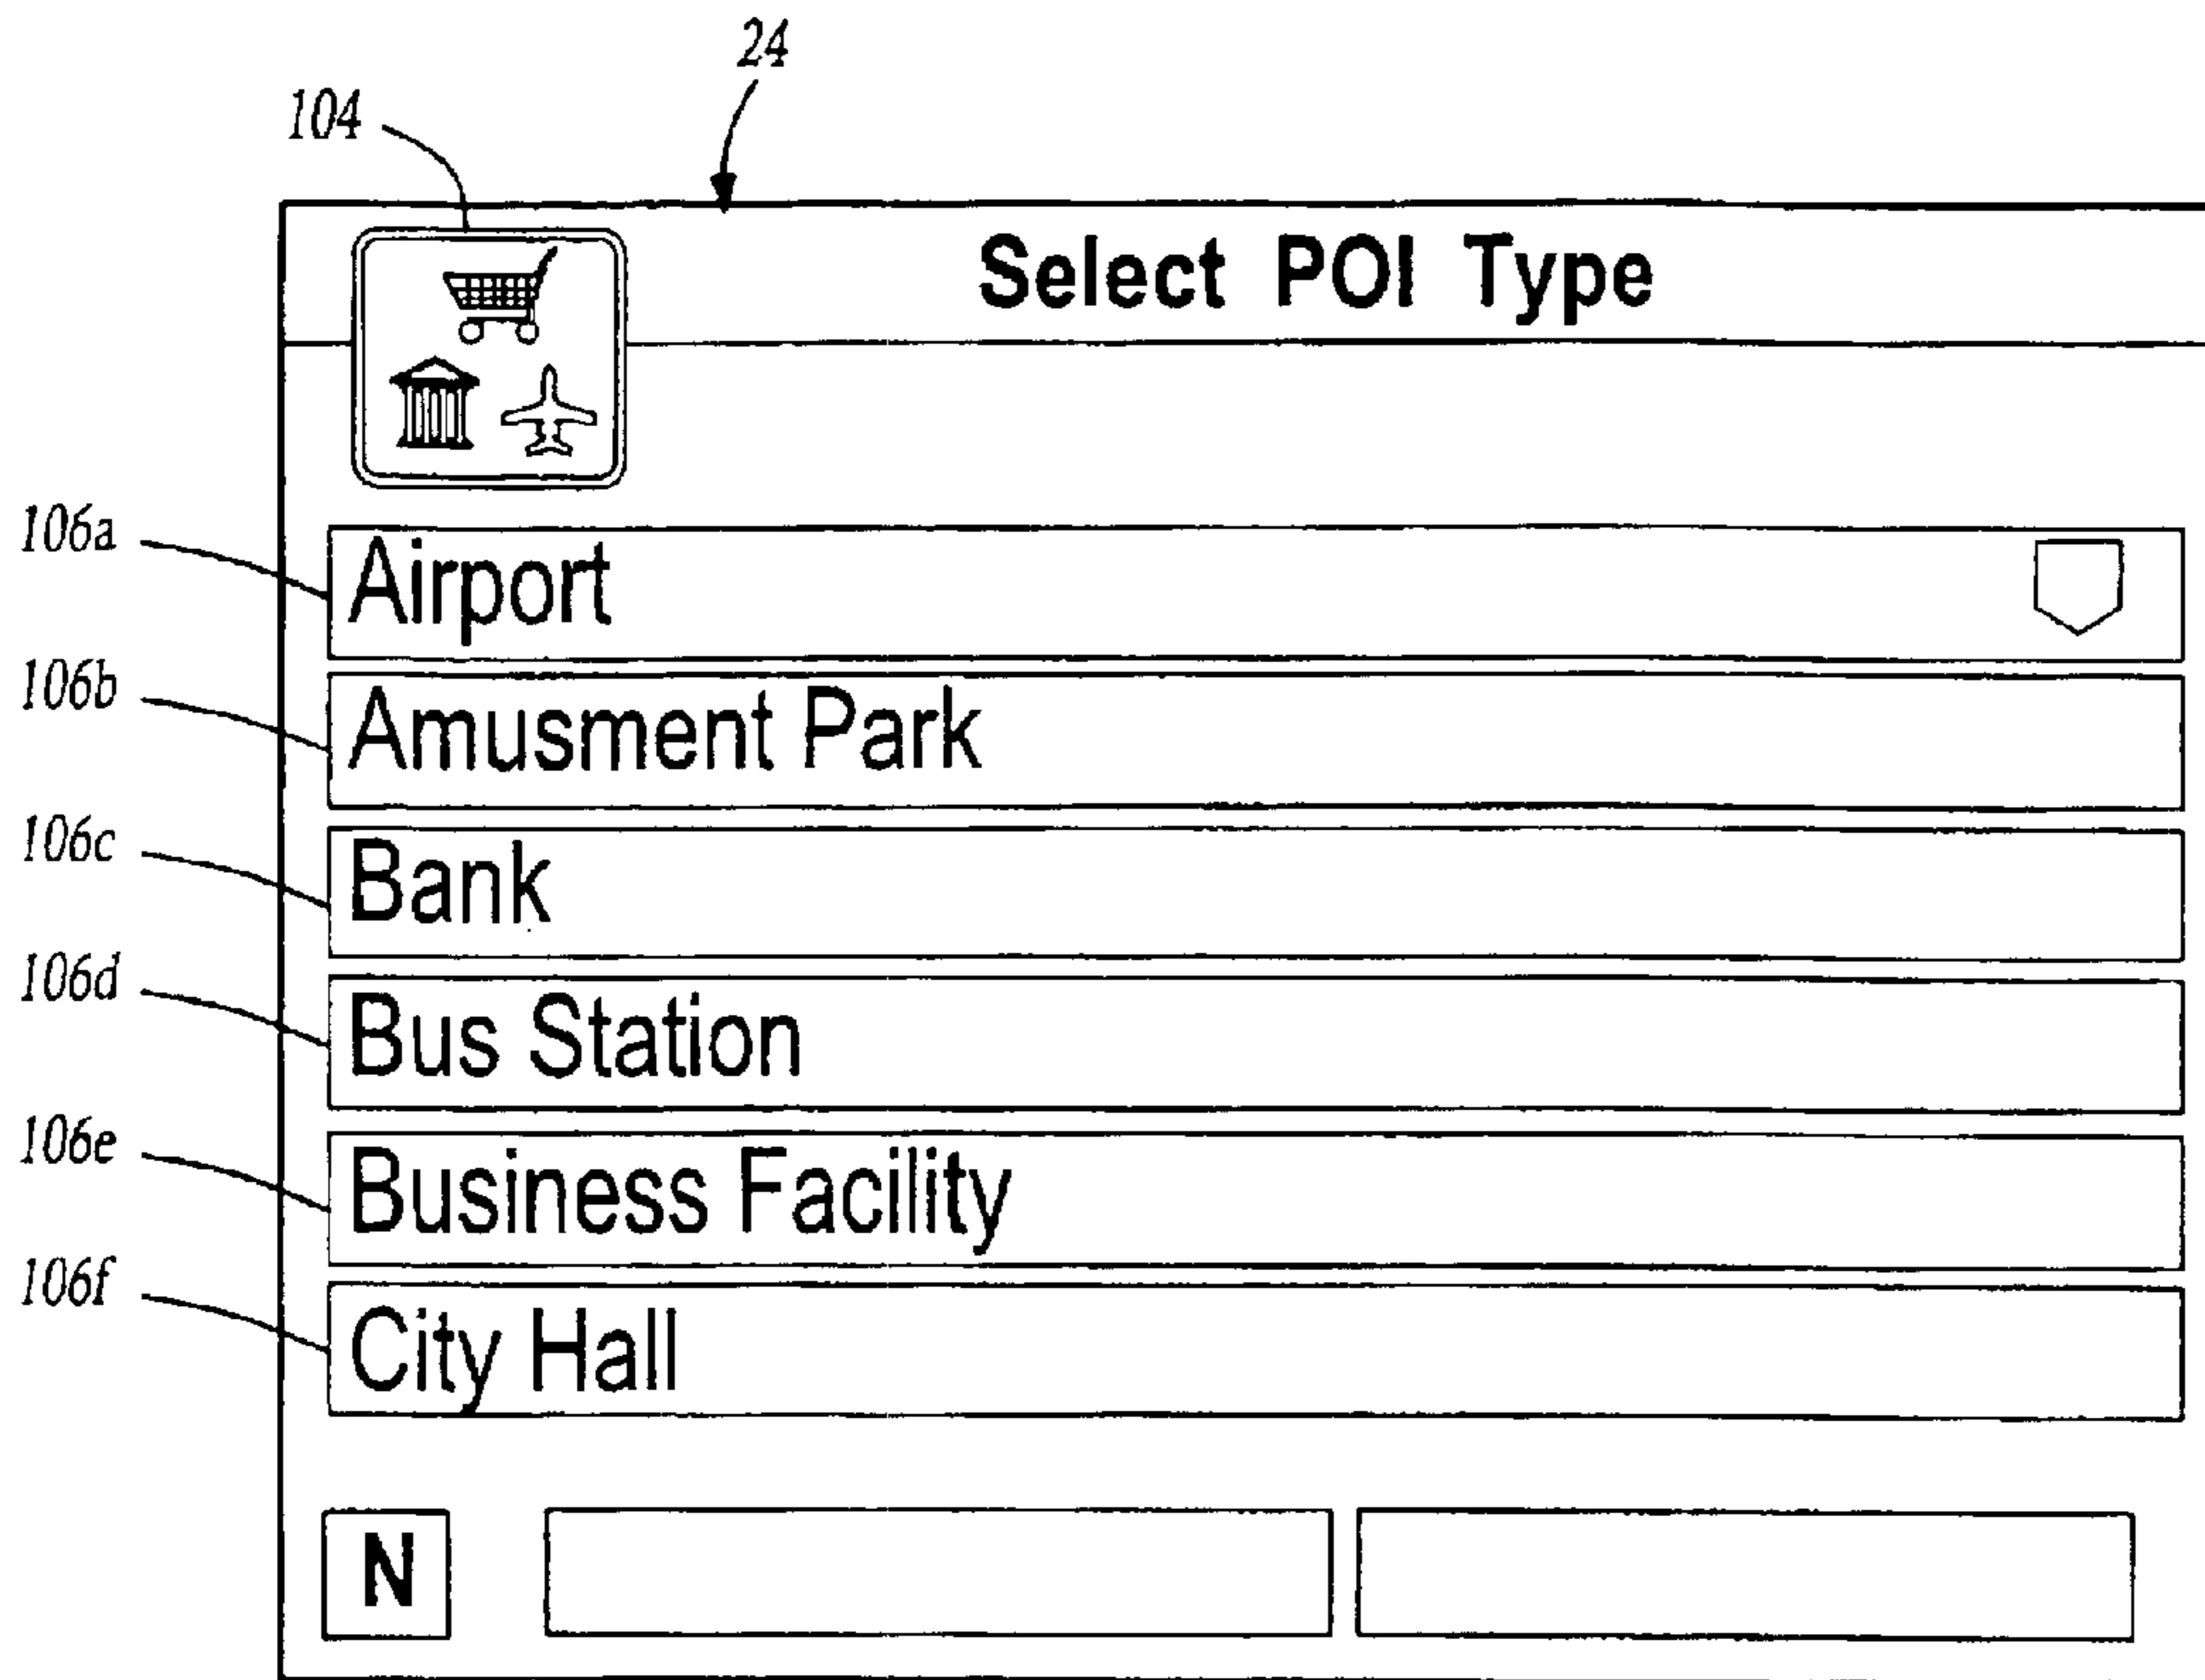 24
104
Select POI Type
106a
Airport
106b
Amusment Park
106c
Bank
106d
Bus Station
106e
Business Facility
106f
City Hall
N